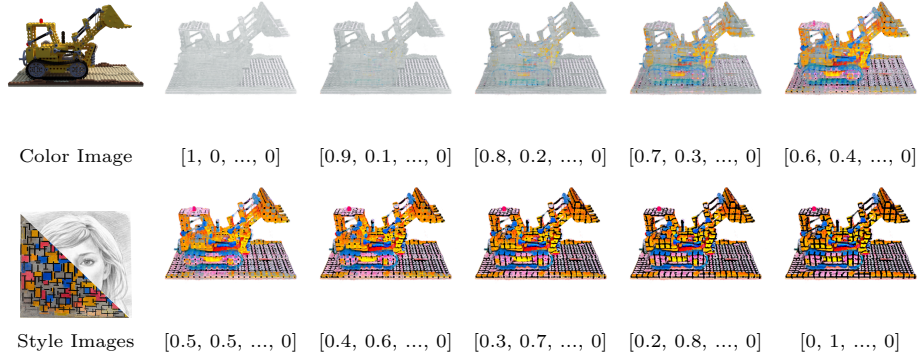 Color Image [1, 0, ..., 0] [0.9, 0.1, ..., 0] [0.8, 0.2, ..., 0] [0.7, 0.3, ..., 0] [0.6, 0.4, ..., 0]
Style Images [0.5, 0.5, ..., 0] [0.4, 0.6, ..., 0] [0.3, 0.7, ..., 0] [0.2, 0.8, ..., 0] [0, 1, ..., 0]